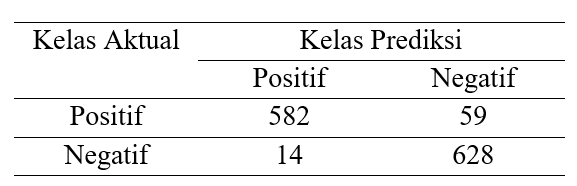 Kelas Aktual Kelas Prediksi
Positif Negatif
Positif 582 59
Negatif 14 628